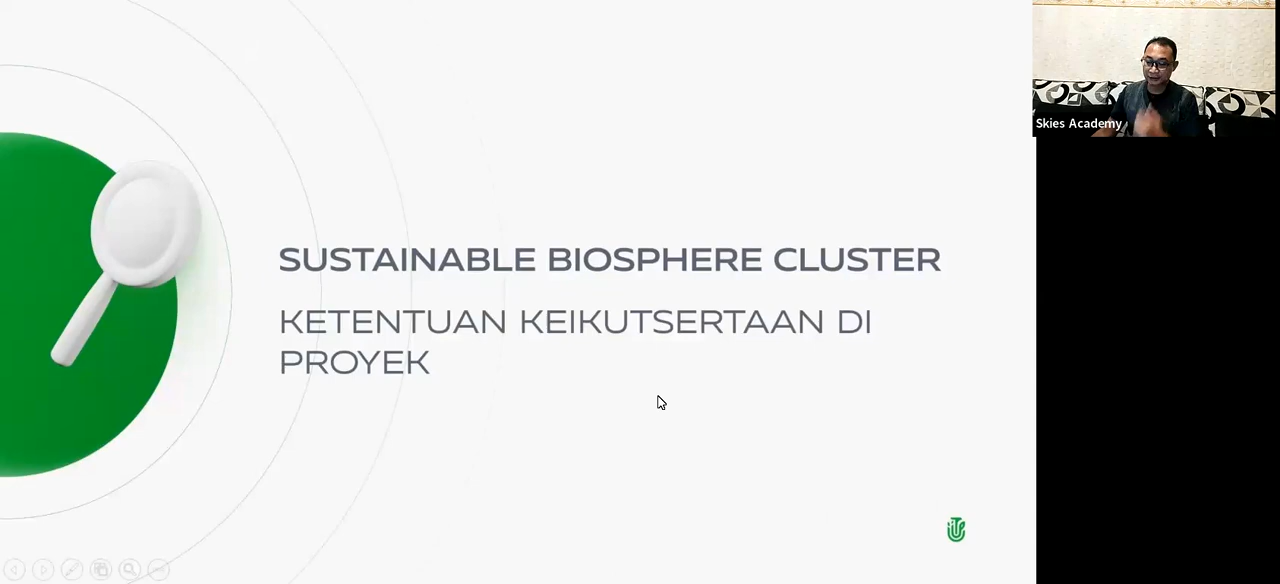 SUSTAINABLE BIOSPHERE CLUSTER
KETENTUAN KEIKUTSERTAAN DI
PROYEK
Skies Academy